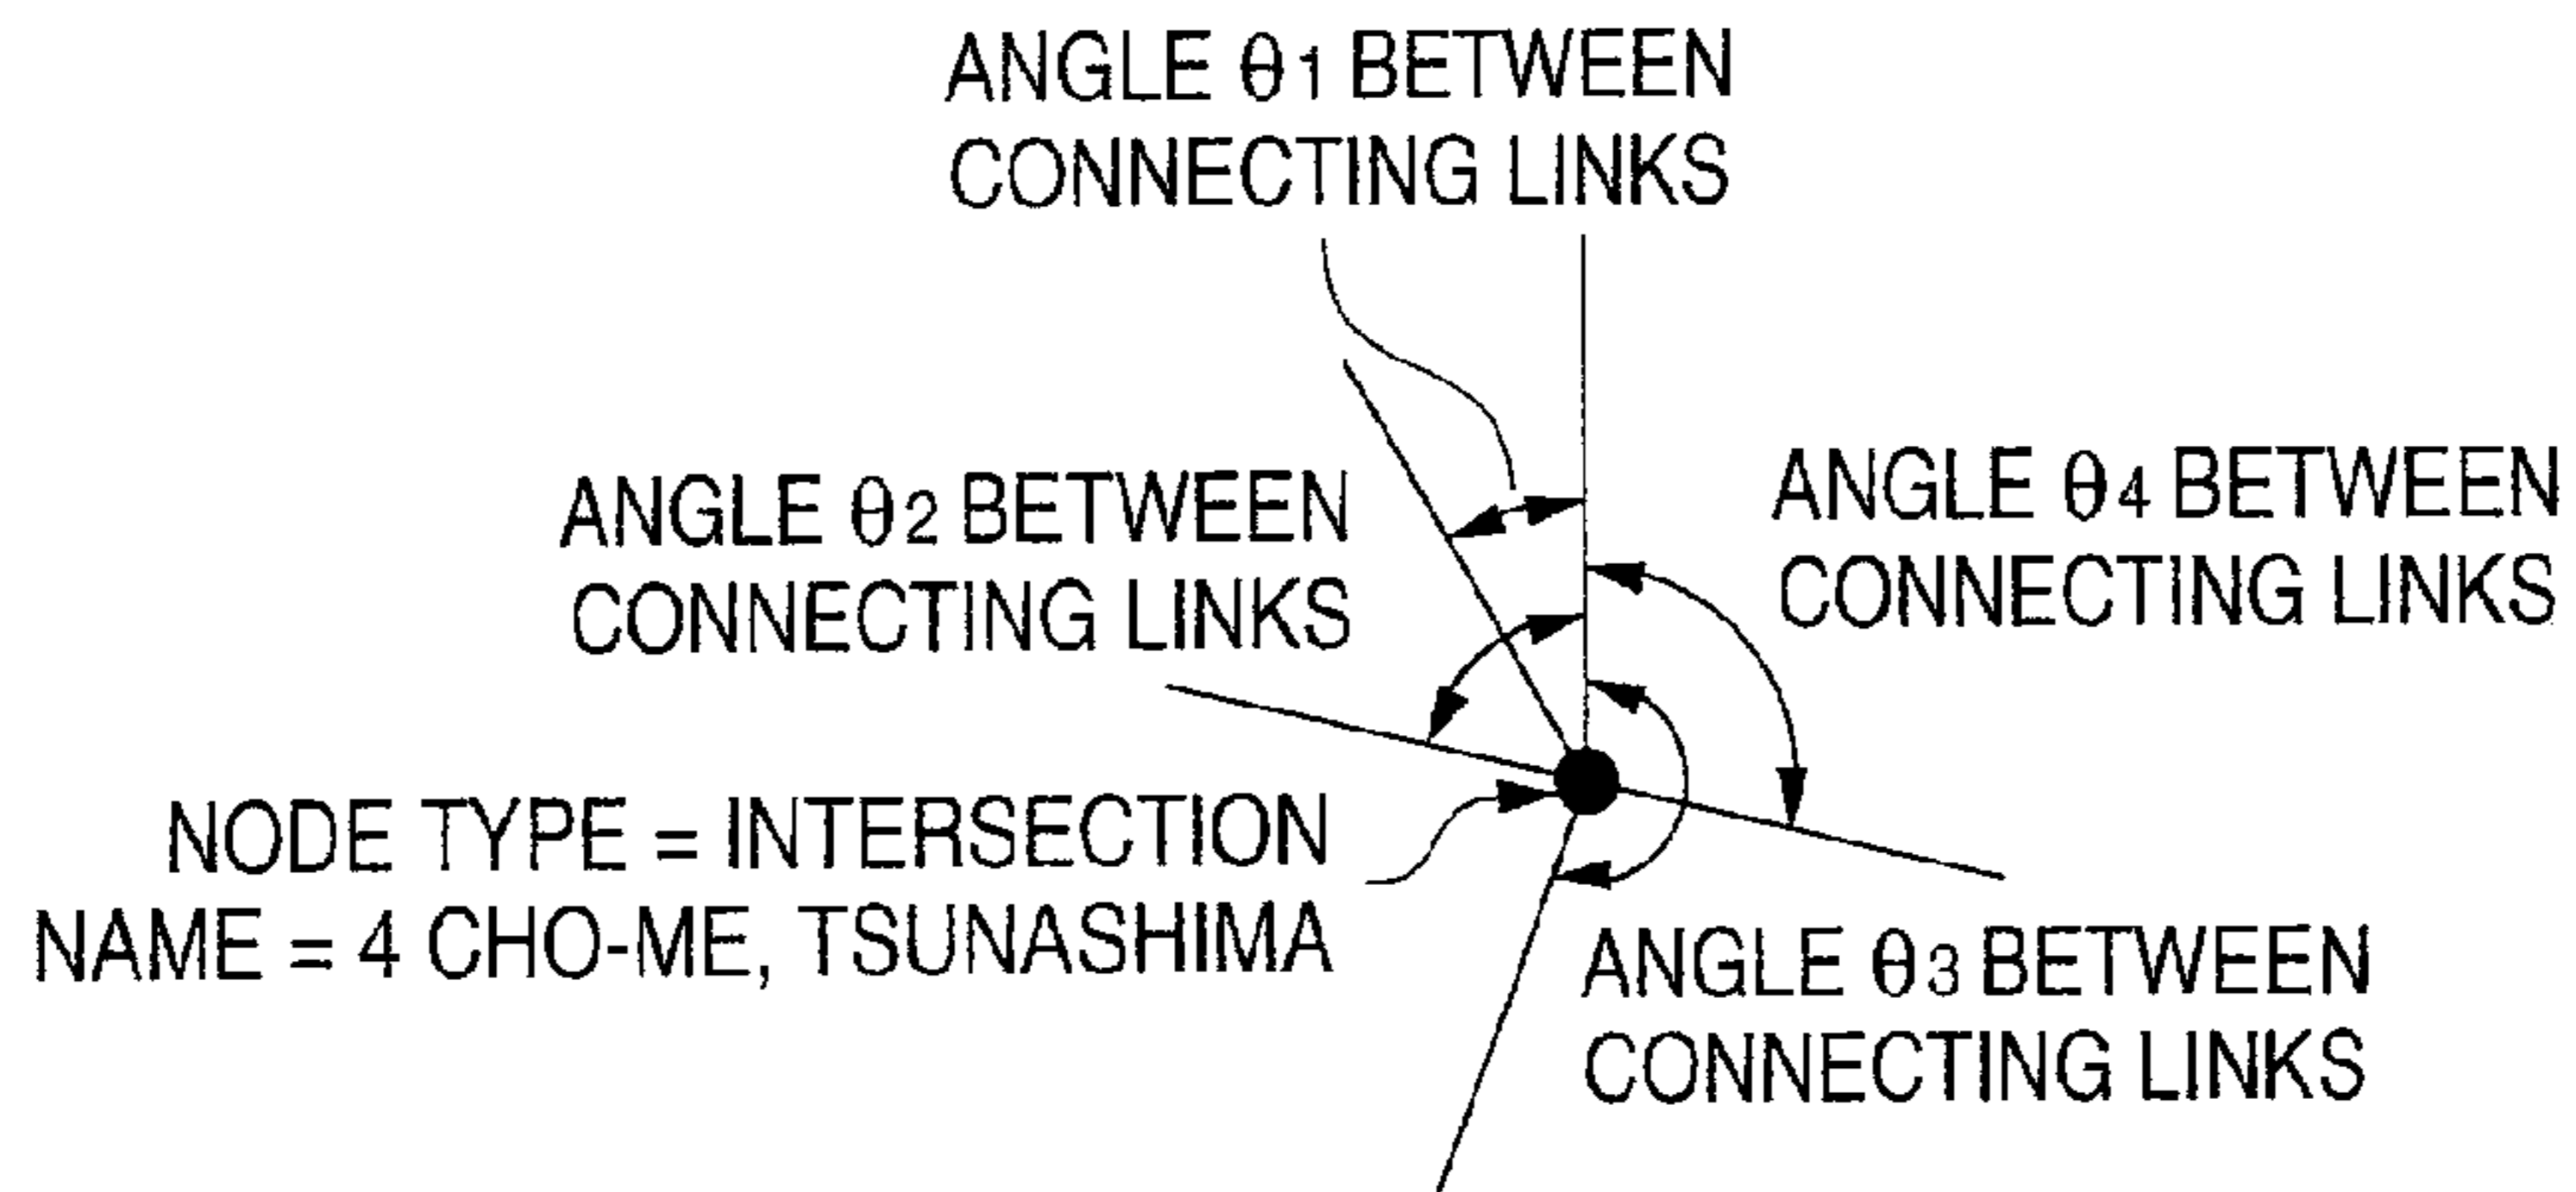 ANGLE θ1 BETWEEN
CONNECTING LINKS
ANGLE θ2 BETWEEN
CONNECTING LINKS
ANGLE θ4 BETWEEN
CONNECTING LINKS
NODE TYPE = INTERSECTION
NAME = 4 CHO-ME, TSUNASHIMA
ANGLE θ3 BETWEEN
CONNECTING LINKS